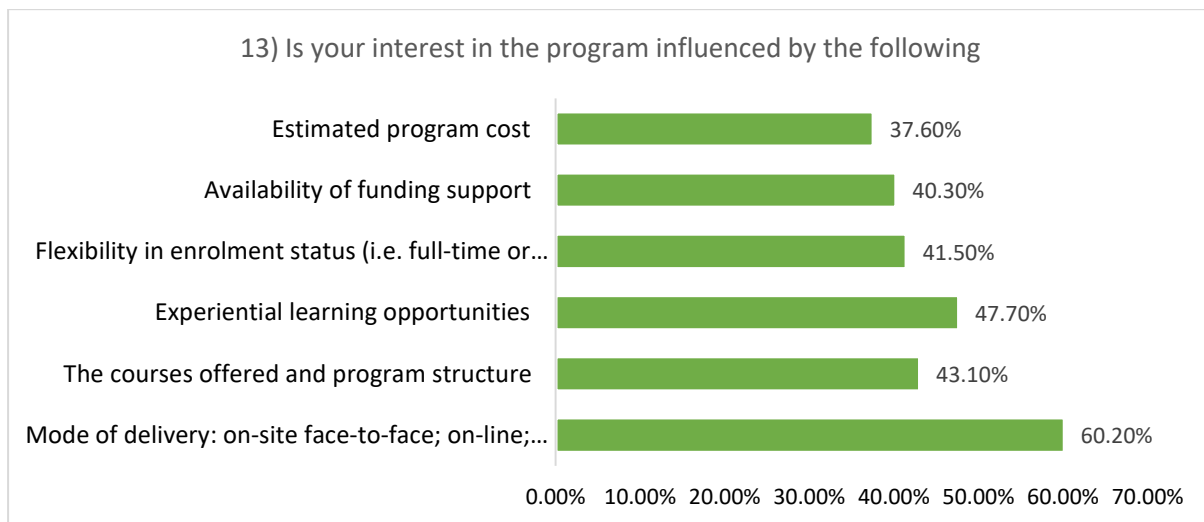 13) Is your interest in the program influenced by the following
Estimated program cost 37.60%
Availability of funding support 40.30%
Flexibility in enrolment status (i.e. full-time or... 41.50%
Experiential learning opportunities 47.70%
The courses offered and program structure 43.10%
Mode of delivery: on-site face-to-face; on-line;... 60.20%
0.00% 10.00% 20.00% 30.00% 40.00% 50.00% 60.00% 70.00%